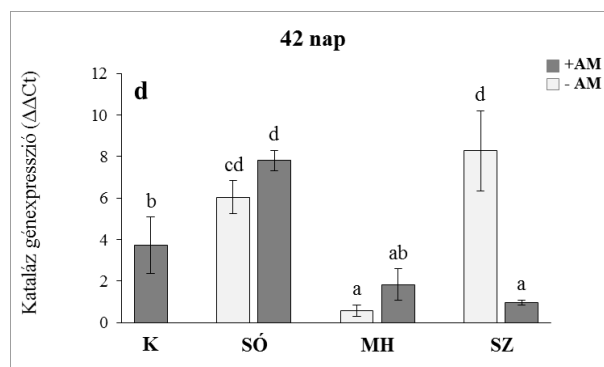 42 nap
+AM
- AM
Kataláz génexpresszió (ΔΔCt)
d
12
10
8
6
4
2
0
b
cd
d
a
ab
d
a
K
SÓ
MH
SZ